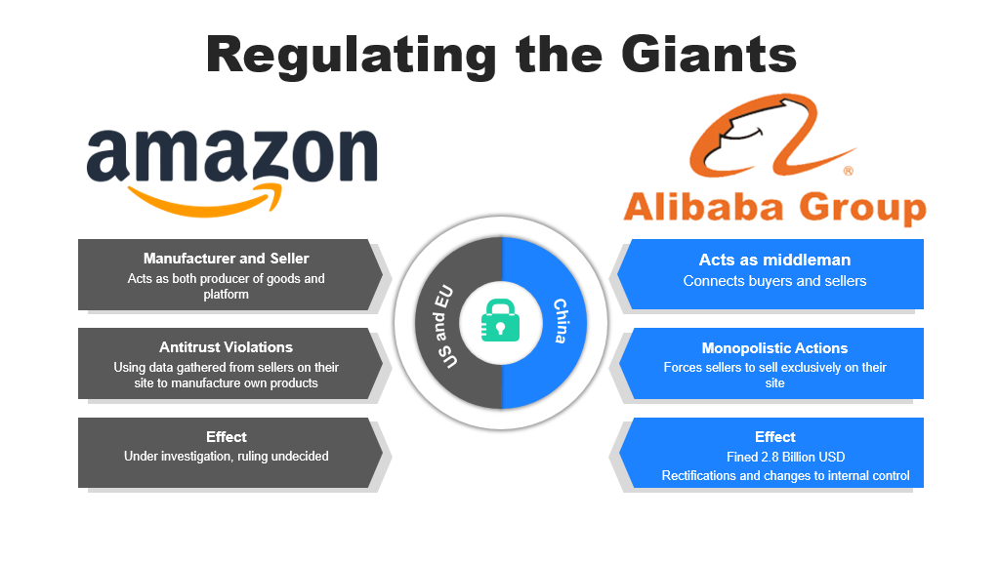 Regulating the Giants
amazon
Alibaba Group
®
Manufacturer and Seller
Acts as both producer of goods and
platform
Antitrust Violations
Using data gathered from sellers on their
site to manufacture own products
Effect
Under investigation, ruling undecided
US and EU
China
Acts as middleman
Connects buyers and sellers
Monopolistic Actions
Forces sellers to sell exclusively on their
site
Effect
Fined 2.8 Billion USD
Rectifications and changes to internal control